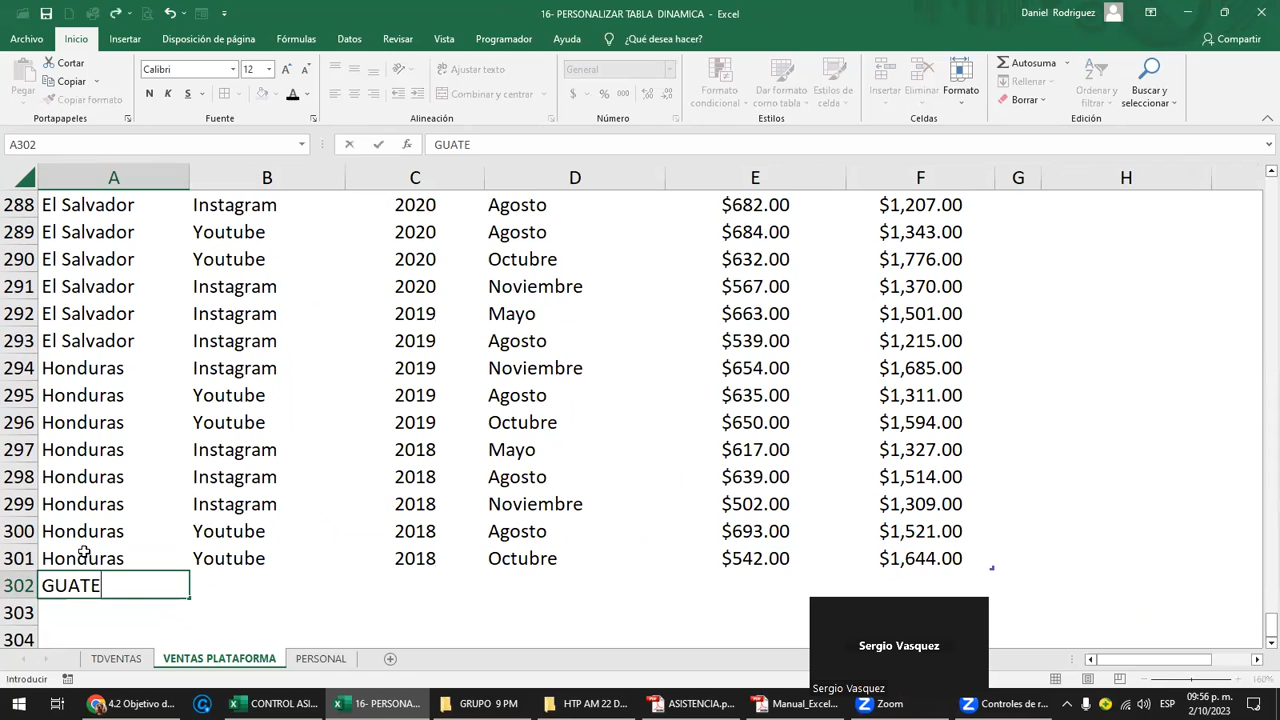 16- PERSONALIZAR TABLA  DINAMICA - Excel
Daniel Rodriguez
Archivo Inicio Insertar Disposición de página Fórmulas Datos Revisar Vista Programador Ayuda ¿Qué desea hacer? Compartir
Pegar
Cortar
Copiar
Copiar formato
Portapapeles
Calibri 12
N K S
Fuente
Ajustar texto
Combinar y centrar
Alineación
General
$ % 000
Número
Formato condicional
Dar formato como tabla
Estilos de celda
Estilos
Insertar Eliminar Formato
Celdas
Autosuma
Rellenar
Borrar
Ordenar y filtrar
Buscar y seleccionar
Edición
A302 fx GUATE
A B C D E F G H
288 El Salvador Instagram 2020 Agosto $682.00 $1,207.00
289 El Salvador Youtube 2020 Agosto $684.00 $1,343.00
290 El Salvador Youtube 2020 Octubre $632.00 $1,776.00
291 El Salvador Instagram 2020 Noviembre $567.00 $1,370.00
292 El Salvador Instagram 2019 Mayo $663.00 $1,501.00
293 El Salvador Instagram 2019 Agosto $539.00 $1,215.00
294 Honduras Instagram 2019 Noviembre $654.00 $1,685.00
295 Honduras Youtube 2019 Agosto $635.00 $1,311.00
296 Honduras Youtube 2019 Octubre $650.00 $1,594.00
297 Honduras Instagram 2018 Mayo $617.00 $1,327.00
298 Honduras Instagram 2018 Agosto $639.00 $1,514.00
299 Honduras Instagram 2018 Noviembre $502.00 $1,309.00
300 Honduras Youtube 2018 Agosto $693.00 $1,521.00
301 Honduras Youtube 2018 Octubre $542.00 $1,644.00
302 GUATE
303
304
Sergio Vasquez
Sergio Vasquez
TDVENTAS VENTAS PLATAFORMA PERSONAL
Introducir 160%
4.2 Objetivo d... CONTROL ASI... 16- PERSONA... GRUPO 9 PM HTP AM 22 D... ASISTENCIA.p... Manual_Exce... Zoom Controles de r... ESP 09:56 p. m.
2/10/2023